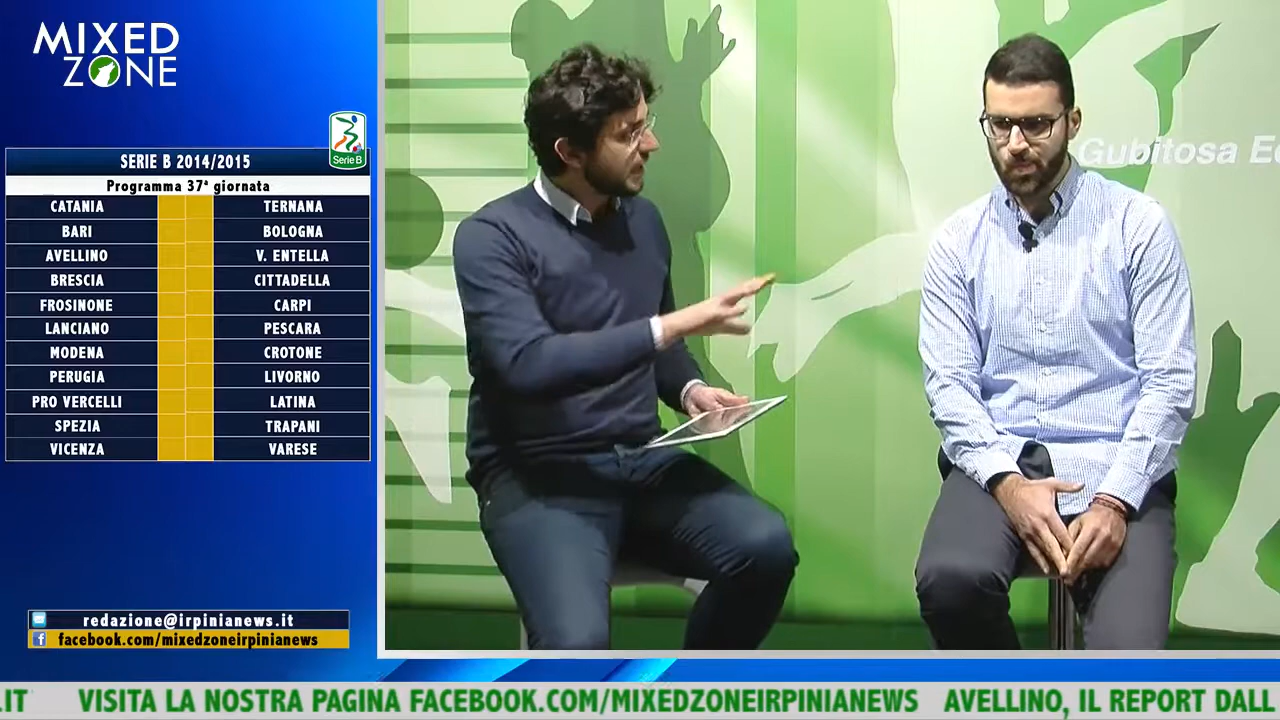 MIXED
ZONE
Serie B
SERIE B 2014/2015
Programma 37ª giornata
CATANIA TERNANA
BARI BOLOGNA
AVELLINO V. ENTELLA
BRESCIA CITTADELLA
FROSINONE CARPI
LANCIANO PESCARA
MODENA CROTONE
PERUGIA LIVORNO
PRO VERCELLI LATINA
SPEZIA TRAPANI
VICENZA VARESE
Gubitosa Ed
redazione@irpinianews.it
facebook.com/mixedzoneirpinianews
.IT VISITA LA NOSTRA PAGINA FACEBOOK.COM/MIXEDZONEIRPINIANEWS AVELLINO, IL REPORT DALL